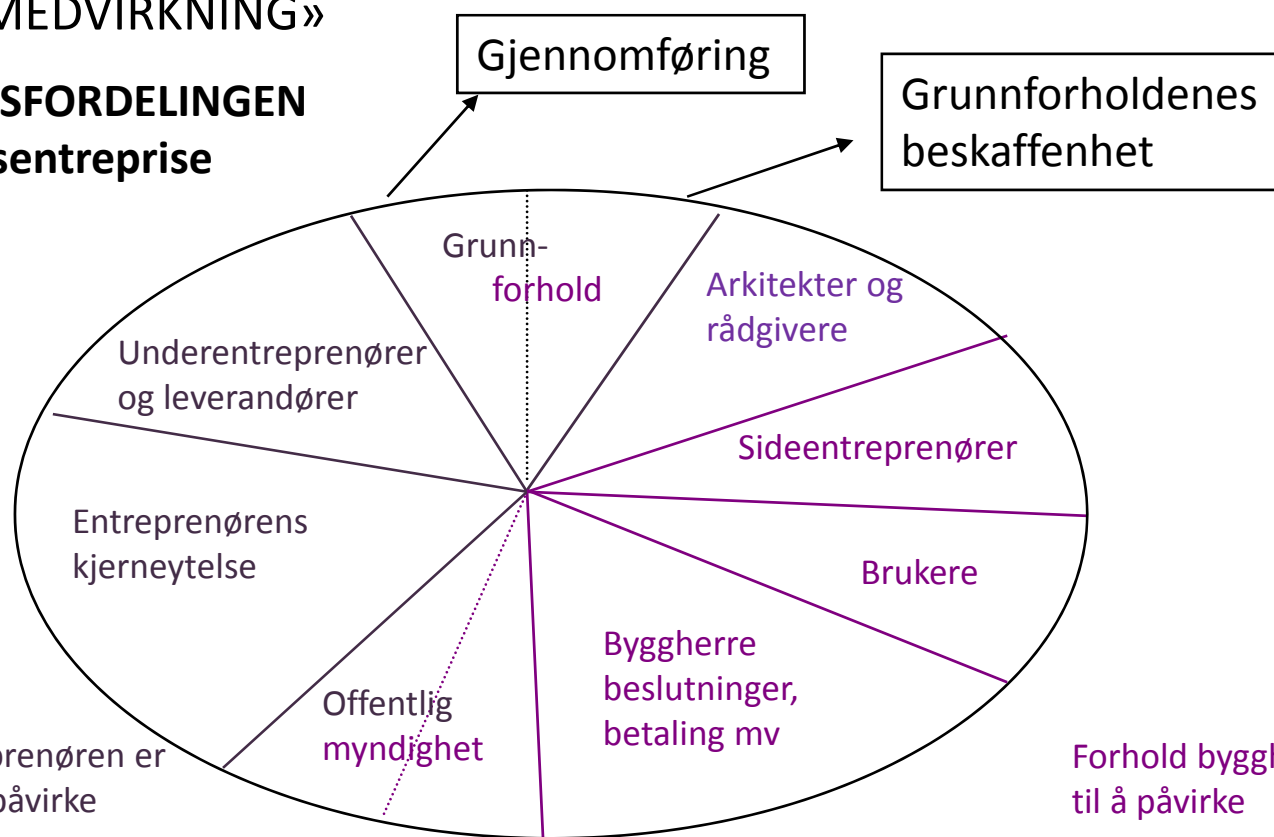 MEDVIRKNING»
SFORDELINGEN
sentreprise
Gjennomføring
Grunnforholdenes
beskaffenhet
Grunn-
forhold
Arkitekter og
rådgivere
Underentreprenører
og leverandører
Sideentreprenører
Entreprenørens
kjerneytelse
Brukere
Byggherre
beslutninger,
betaling mv
Offentlig
myndighet
prenøren er
påvirke
Forhold byggh
til å påvirke